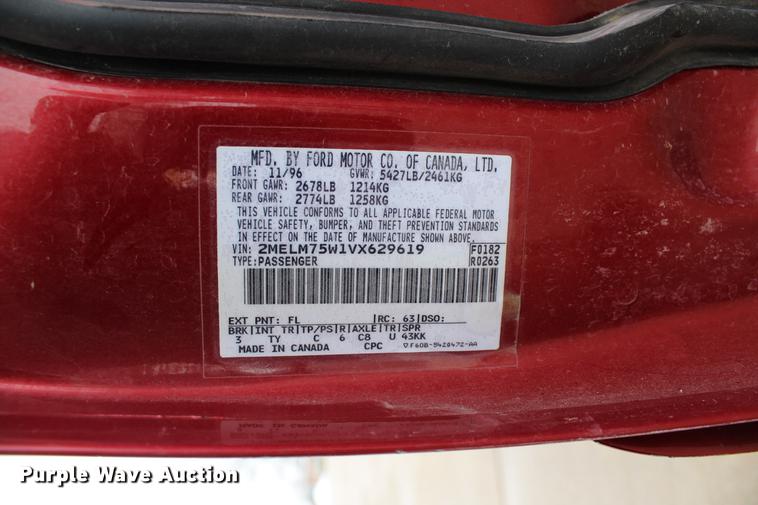 MFD. BY FORD MOTOR CO. OF CANADA, LTD.
DATE: 11/96 GVWR: 5427LB/2461KG
FRONT GAWR: 2678LB 1214KG
REAR GAWR: 2774LB 1258KG
THIS VEHICLE CONFORMS TO ALL APPLICABLE FEDERAL MOTOR
VEHICLE SAFETY, BUMPER, AND THEFT PREVENTION STANDARDS
IN EFFECT ON THE DATE OF MANUFACTURE SHOWN ABOVE.
VIN: 2MELM75W1VX629619 F0182
TYPE: PASSENGER R0263
EXT PNT: FL RC: 63 DSO:
BRK INT TR TP/PS R AXLE TR SPR
3 TY C 6 C8 U 43KK
MADE IN CANADA CPC F60B-5420472-AA
Purple Wave Auction